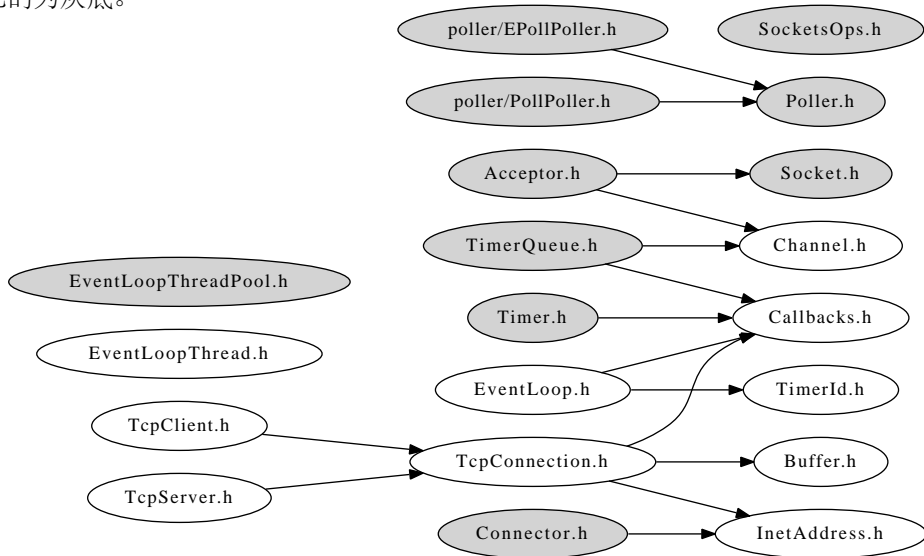 的为灰底。
poller/EPollPoller.h
SocketsOps.h
poller/PollPoller.h
Poller.h
Acceptor.h
Socket.h
TimerQueue.h
Channel.h
EventLoopThreadPool.h
Timer.h
Callbacks.h
EventLoopThread.h
EventLoop.h
TimerId.h
TcpClient.h
TcpConnection.h
Buffer.h
TcpServer.h
Connector.h
InetAddress.h